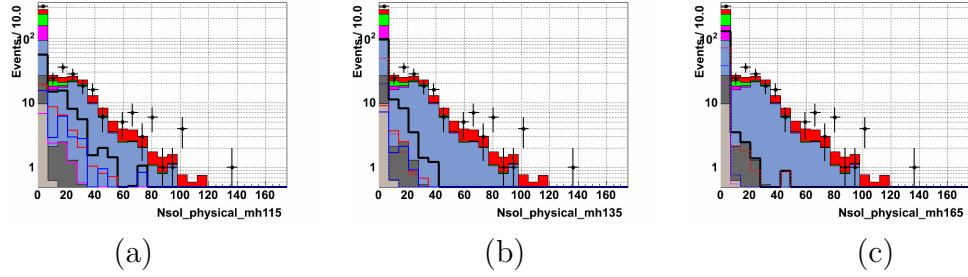 Events / 10.0
10²
10
1
0 20 40 60 80 100 120 140 160
Nsol_physical_mh115
(a)
Events / 10.0
10²
10
1
0 20 40 60 80 100 120 140 160
Nsol_physical_mh135
(b)
Events / 10.0
10²
10
1
0 20 40 60 80 100 120 140 160
Nsol_physical_mh165
(c)